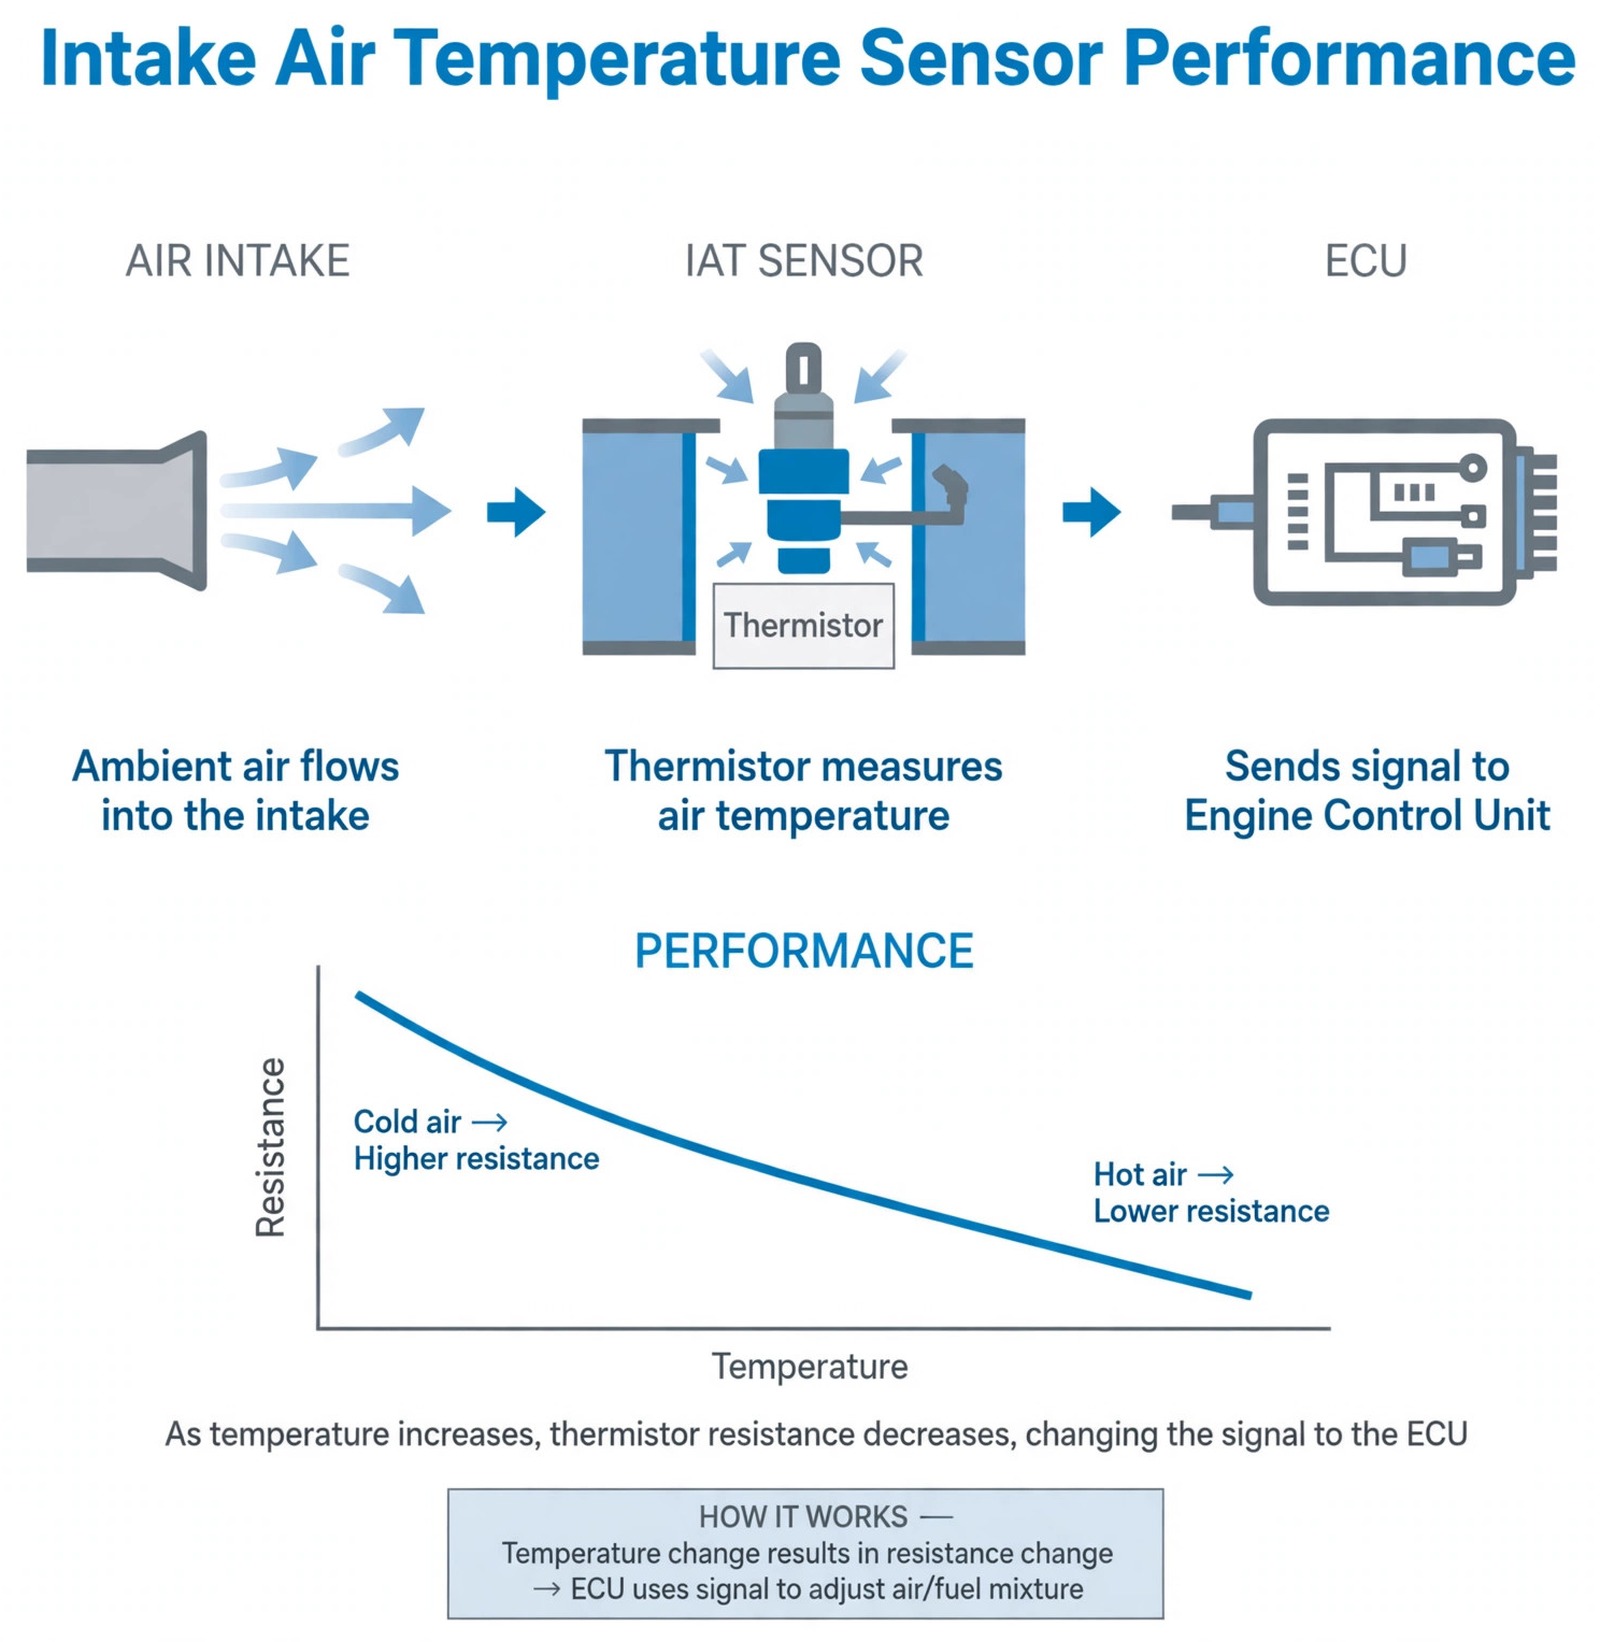 Intake Air Temperature Sensor Performance
AIR INTAKE
IAT SENSOR
ECU
Thermistor
Ambient air flows
into the intake
Thermistor measures
air temperature
Sends signal to
Engine Control Unit
PERFORMANCE
Resistance
Cold air →
Higher resistance
Hot air →
Lower resistance
Temperature
As temperature increases, thermistor resistance decreases, changing the signal to the ECU
HOW IT WORKS —
Temperature change results in resistance change
→ ECU uses signal to adjust air/fuel mixture